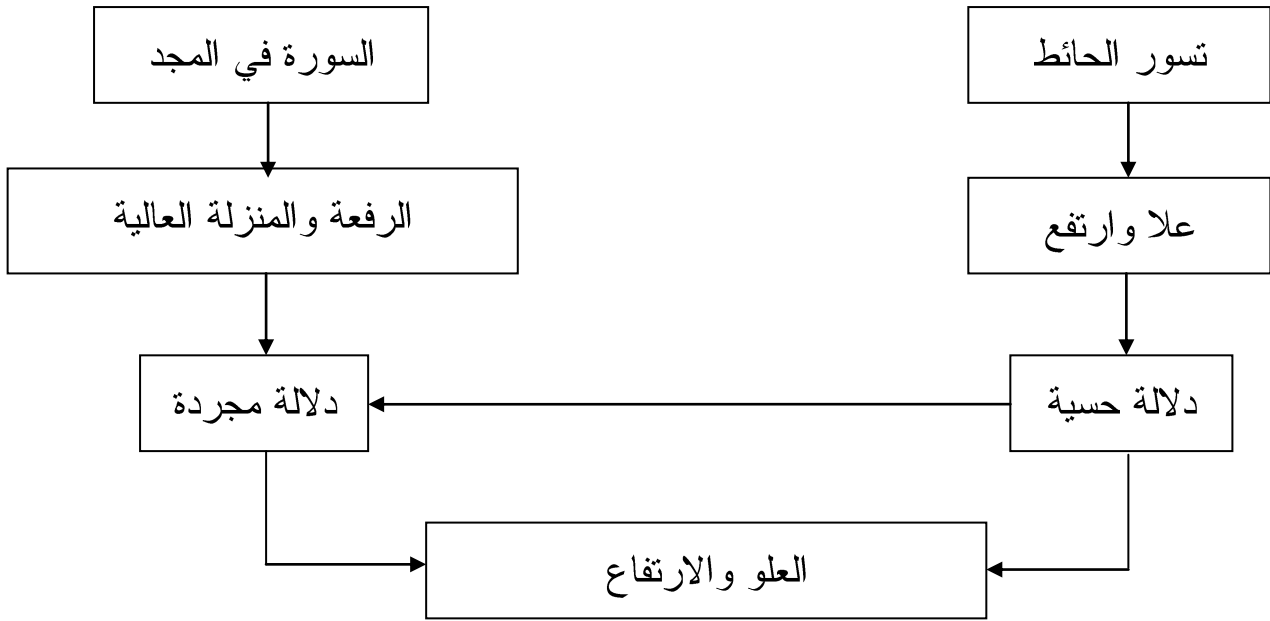 تسور الحائط
السورة في المجد
علا وارتفع
الرفعة والمنزلة العالية
دلالة حسية
دلالة مجردة
العلو والارتفاع